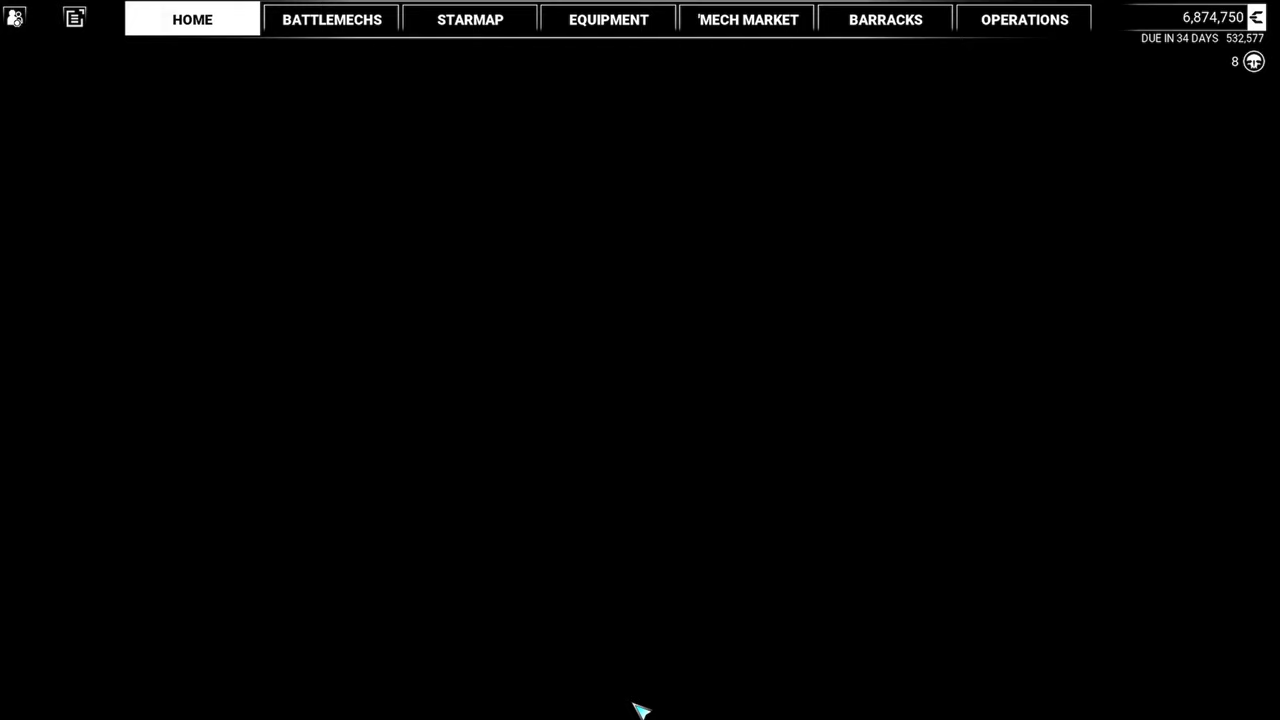 HOME
BATTLEMECHS
STARMAP
EQUIPMENT
'MECH MARKET
BARRACKS
OPERATIONS
6,874,750
DUE IN 34 DAYS 532,577
8